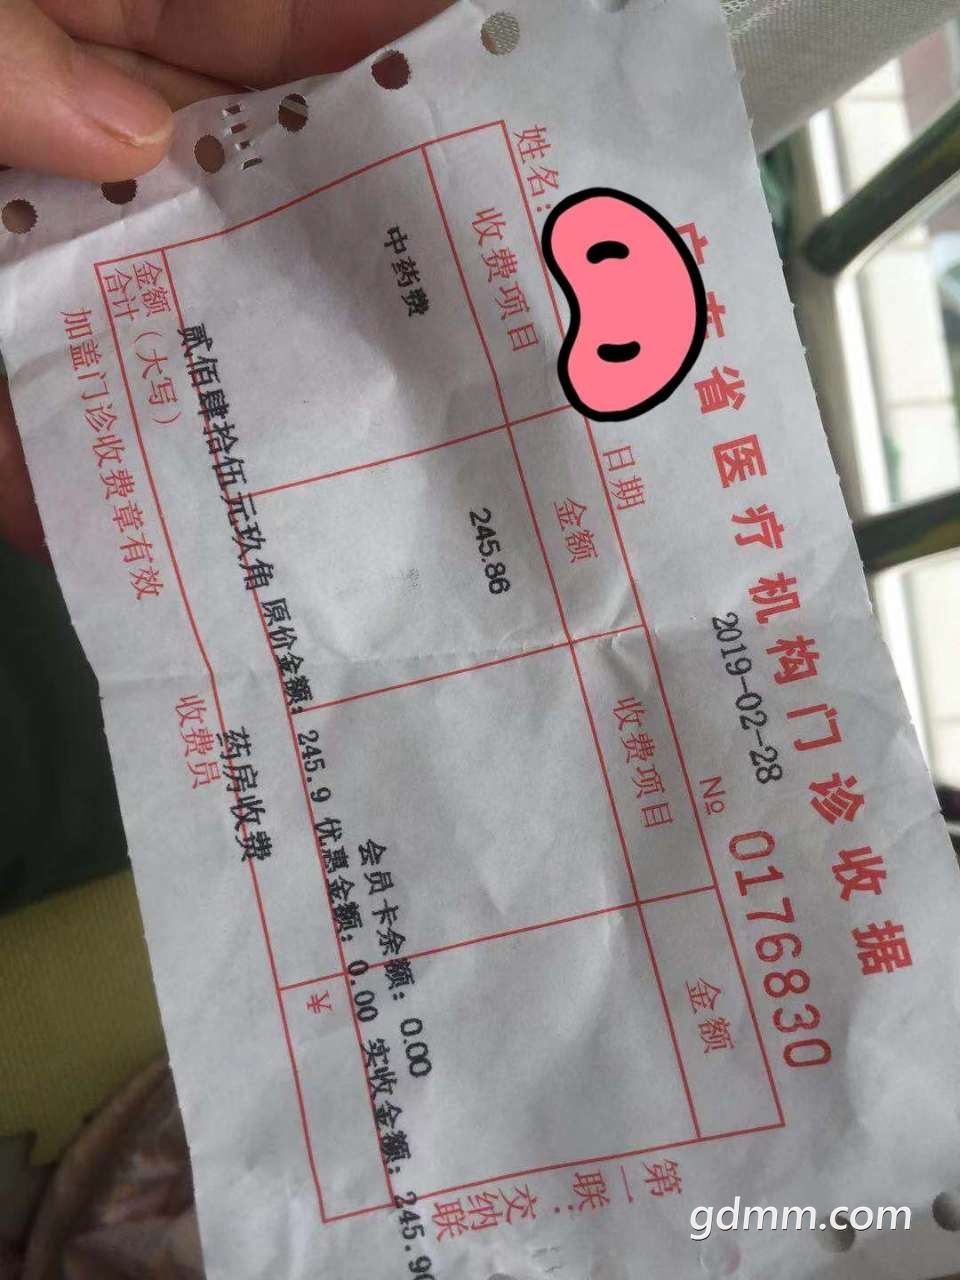 广东省医疗机构门诊收据
姓名: 日期 2019-02-28 № 0176830
收费项目 金额 收费项目 金额
中药费 245.86
会员卡余额: 0.00
贰佰肆拾伍元玖角 原价金额: 245.9 优惠金额: 0.00 实收金额: 245.90
金额(大写)
合计
¥
药房收费
加盖门诊收费章有效 收费员
第一联:交纳联
gdmm.com